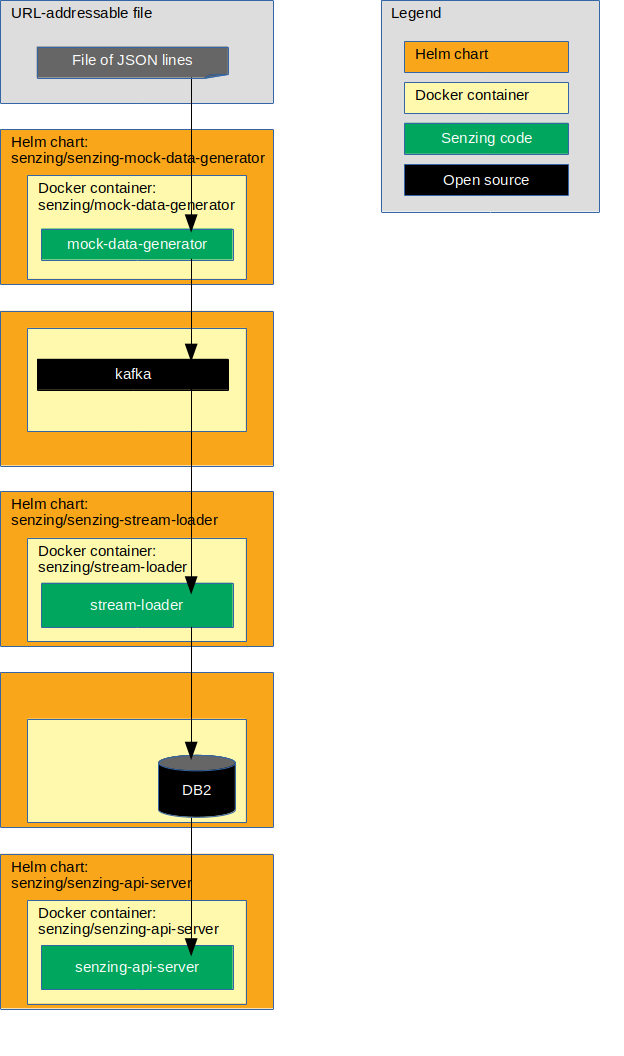 URL-addressable file
File of JSON lines
Helm chart:
senzing/senzing-mock-data-generator
Docker container:
senzing/mock-data-generator
mock-data-generator
kafka
Helm chart:
senzing/senzing-stream-loader
Docker container:
senzing/stream-loader
stream-loader
DB2
Helm chart:
senzing/senzing-api-server
Docker container:
senzing/senzing-api-server
senzing-api-server
Legend
Helm chart
Docker container
Senzing code
Open source